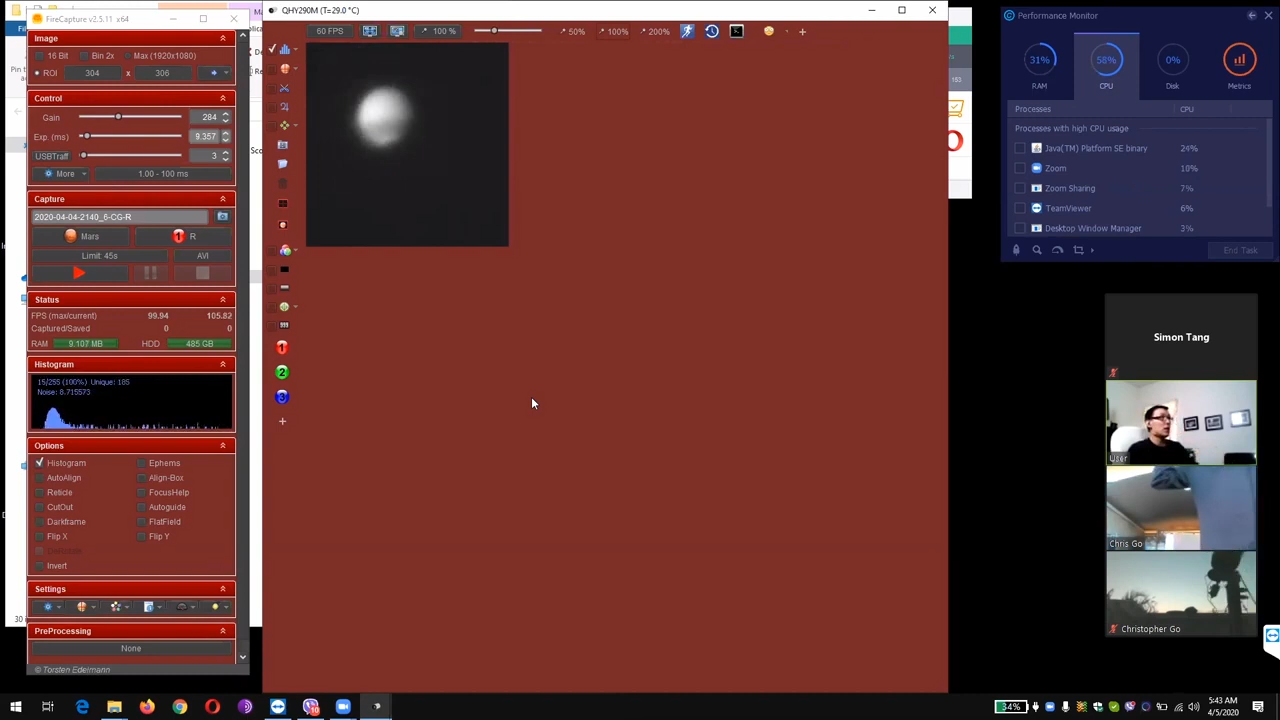 FireCapture v2.5.11 x64
Image
16 Bit
Bin 2x
Max (1920x1080)
ROI
304
x
306
Control
Gain
284
Exp. (ms)
9.357
USBTraff
3
More
1.00 - 100 ms
Capture
2020-04-04-2140_6-CG-R
Mars
1 R
Limit: 45s
AVI
Status
FPS (max/current)
99.94
105.82
Captured/Saved
0
0
RAM
9.107 MB
HDD
485 GB
Histogram
15/255 (100%) Unique: 185
Noise: 8.715573
Options
Histogram
Ephems
AutoAlign
Align-Box
Reticle
FocusHelp
CutOut
Autoguide
Darkframe
FlatField
Flip X
Flip Y
Invert
Settings
PreProcessing
None
© Torsten Edelmann
QHY290M (T=29.0 °C)
60 FPS
100 %
50%
100%
200%
1
2
3
153
Performance Monitor
31%
RAM
58%
CPU
0%
Disk
Metrics
Processes
CPU
Processes with high CPU usage
Java(TM) Platform SE binary
24%
Zoom
10%
Zoom Sharing
7%
TeamViewer
6%
Desktop Window Manager
3%
End Task
Simon Tang
User
Chris Go
Christopher Go
34%
5:43 AM
4/5/2020